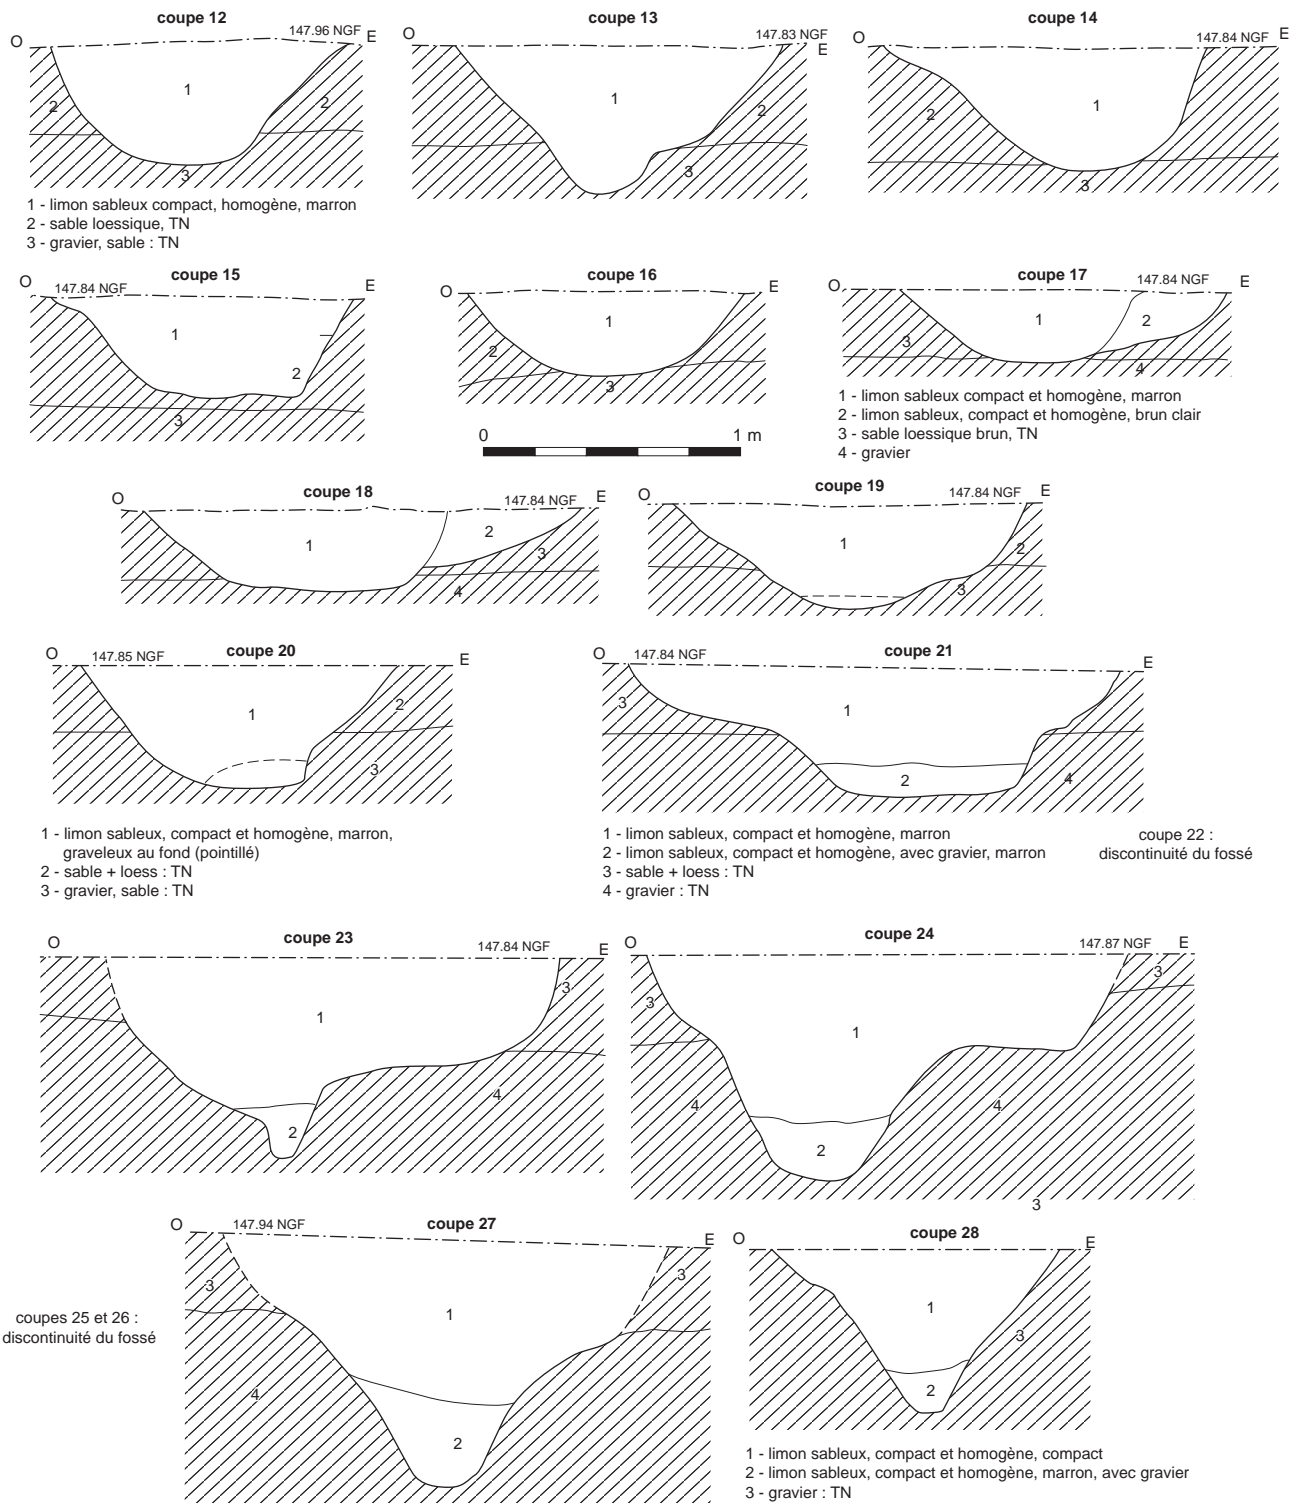 coupe 12
O
147.96 NGF
E
1
2
2
3
1 - limon sableux compact, homogène, marron
2 - sable loessique, TN
3 - gravier, sable : TN
coupe 13
O
147.83 NGF
E
1
2
3
coupe 14
O
147.84 NGF
E
1
2
3
coupe 15
O
147.84 NGF
E
1
2
3
coupe 16
O
E
1
2
3
0
1 m
coupe 17
O
147.84 NGF
E
1
2
3
4
1 - limon sableux compact et homogène, marron
2 - limon sableux, compact et homogène, brun clair
3 - sable loessique brun, TN
4 - gravier
coupe 18
O
147.84 NGF
E
1
2
3
4
coupe 19
O
147.84 NGF
E
1
2
3
coupe 20
O
147.85 NGF
E
1
2
3
1 - limon sableux, compact et homogène, marron,
graveleux au fond (pointillé)
2 - sable + loess : TN
3 - gravier, sable : TN
coupe 21
O
147.84 NGF
E
3
1
2
4
1 - limon sableux, compact et homogène, marron
2 - limon sableux, compact et homogène, avec gravier, marron
3 - sable + loess : TN
4 - gravier : TN
coupe 22 :
discontinuité du fossé
coupe 23
O
147.84 NGF
E
3
1
4
2
coupe 24
O
147.87 NGF
E
3
3
1
4
4
2
3
coupes 25 et 26 :
discontinuité du fossé
coupe 27
O
147.94 NGF
E
3
3
1
4
2
coupe 28
O
E
1
3
2
1 - limon sableux, compact et homogène, compact
2 - limon sableux, compact et homogène, marron, avec gravier
3 - gravier : TN